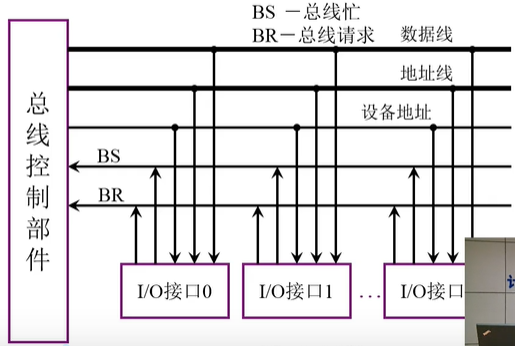 BS －总线忙
BR－总线请求
数据线
地址线
设备地址
BS
BR
总线控制部件
I/O接口0
I/O接口1
…
I/O接口